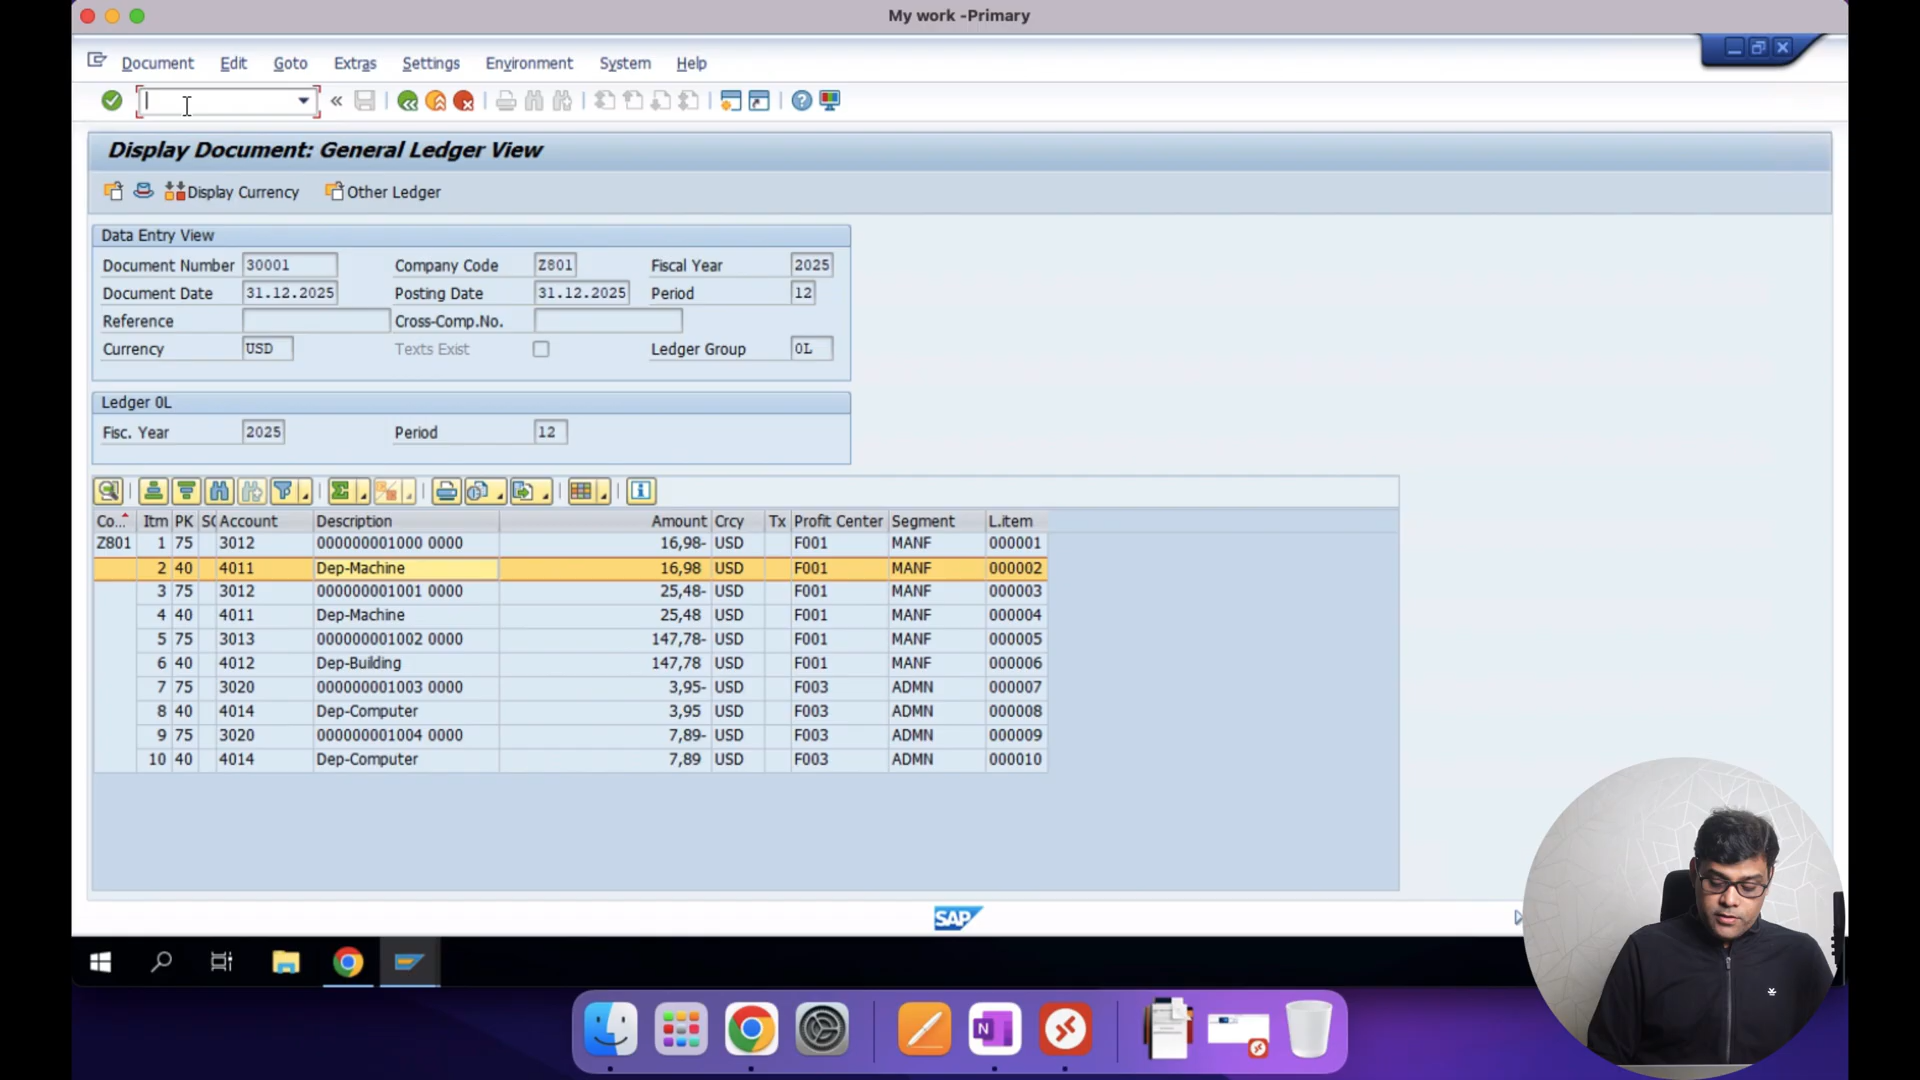 My work -Primary
Document Edit Goto Extras Settings Environment System Help
Display Document: General Ledger View
Display Currency Other Ledger
Data Entry View
Document Number 30001 Company Code Z801 Fiscal Year 2025
Document Date 31.12.2025 Posting Date 31.12.2025 Period 12
Reference Cross-Comp.No.
Currency USD Texts Exist Ledger Group 0L
Ledger 0L
Fisc. Year 2025 Period 12
Co... Itm PK SG Account Description Amount Crcy Tx Profit Center Segment L.item
Z801 1 75 3012 000000001000 0000 16,98- USD F001 MANF 000001
2 40 4011 Dep-Machine 16,98 USD F001 MANF 000002
3 75 3012 000000001001 0000 25,48- USD F001 MANF 000003
4 40 4011 Dep-Machine 25,48 USD F001 MANF 000004
5 75 3013 000000001002 0000 147,78- USD F001 MANF 000005
6 40 4012 Dep-Building 147,78 USD F001 MANF 000006
7 75 3020 000000001003 0000 3,95- USD F003 ADMN 000007
8 40 4014 Dep-Computer 3,95 USD F003 ADMN 000008
9 75 3020 000000001004 0000 7,89- USD F003 ADMN 000009
10 40 4014 Dep-Computer 7,89 USD F003 ADMN 000010
SAP
N